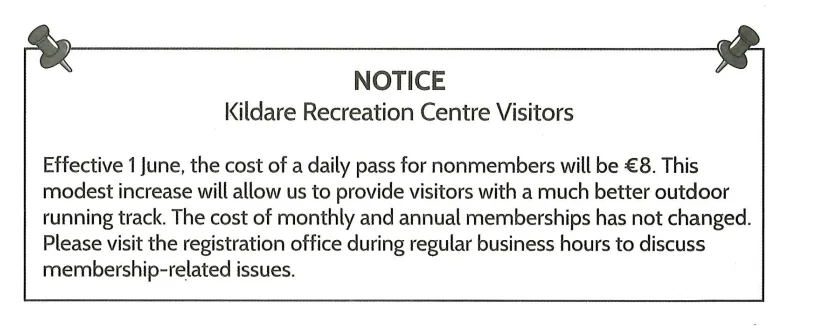 NOTICE
Kildare Recreation Centre Visitors
Effective 1 June, the cost of a daily pass for nonmembers will be €8. This
modest increase will allow us to provide visitors with a much better outdoor
running track. The cost of monthly and annual memberships has not changed.
Please visit the registration office during regular business hours to discuss
membership-related issues.